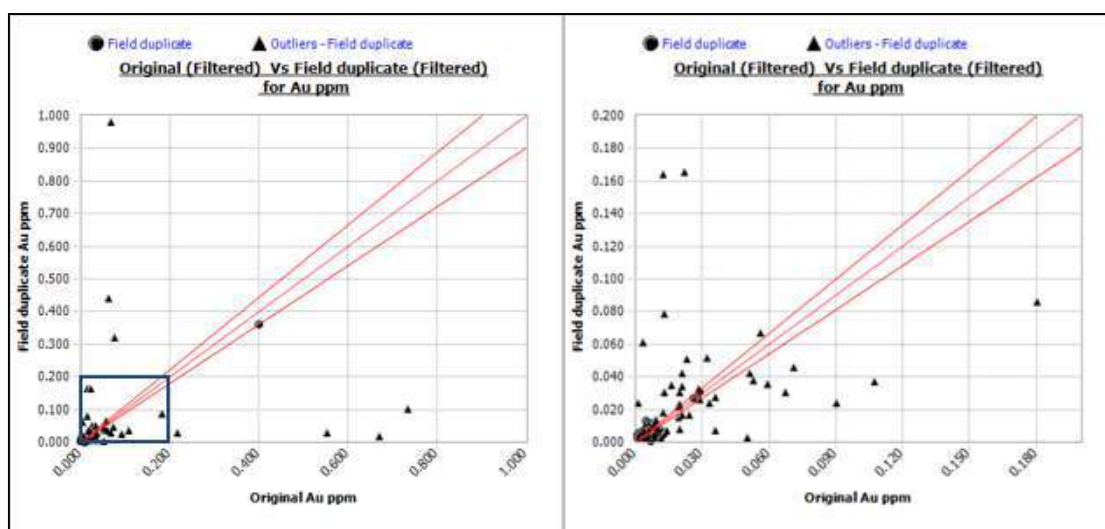 Field duplicate
Outliers - Field duplicate
Original (Filtered) Vs Field duplicate (Filtered)
for Au ppm
Field duplicate Au ppm
1.000
0.900
0.800
0.700
0.600
0.500
0.400
0.300
0.200
0.100
0.000
0.000
0.200
0.400
0.600
0.800
1.000
Original Au ppm
Field duplicate
Outliers - Field duplicate
Original (Filtered) Vs Field duplicate (Filtered)
for Au ppm
Field duplicate Au ppm
0.200
0.180
0.160
0.140
0.120
0.100
0.080
0.060
0.040
0.020
0.000
0.000
0.030
0.060
0.090
0.120
0.150
0.180
Original Au ppm